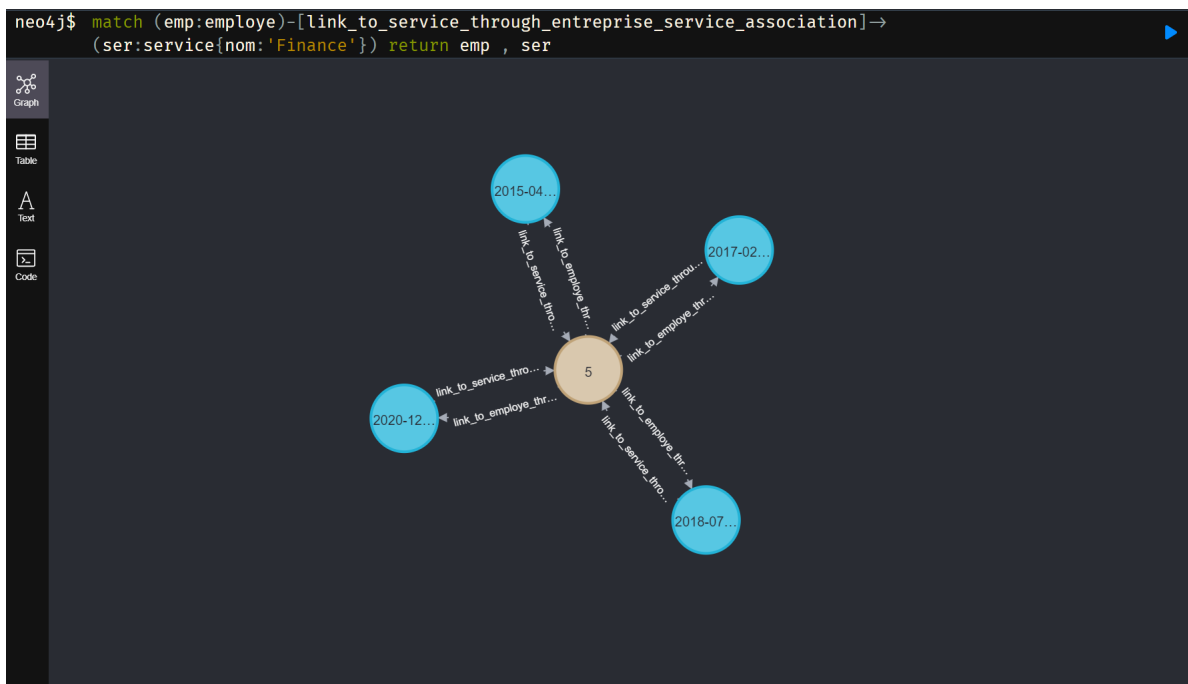 neo4j$ match (emp:employe)-[link_to_service_through_entreprise_service_association]→
(ser:service{nom:'Finance'}) return emp , ser
Graph
Table
A
Text
Code
2015-04...
2017-02...
link_to_service_thro...
link_to_employe_thr...
link_to_service_throu...
link_to_employe_thr...
5
link_to_service_thro...
link_to_employe_thr...
2020-12...
link_to_employe_thr...
link_to_service_thro...
2018-07...